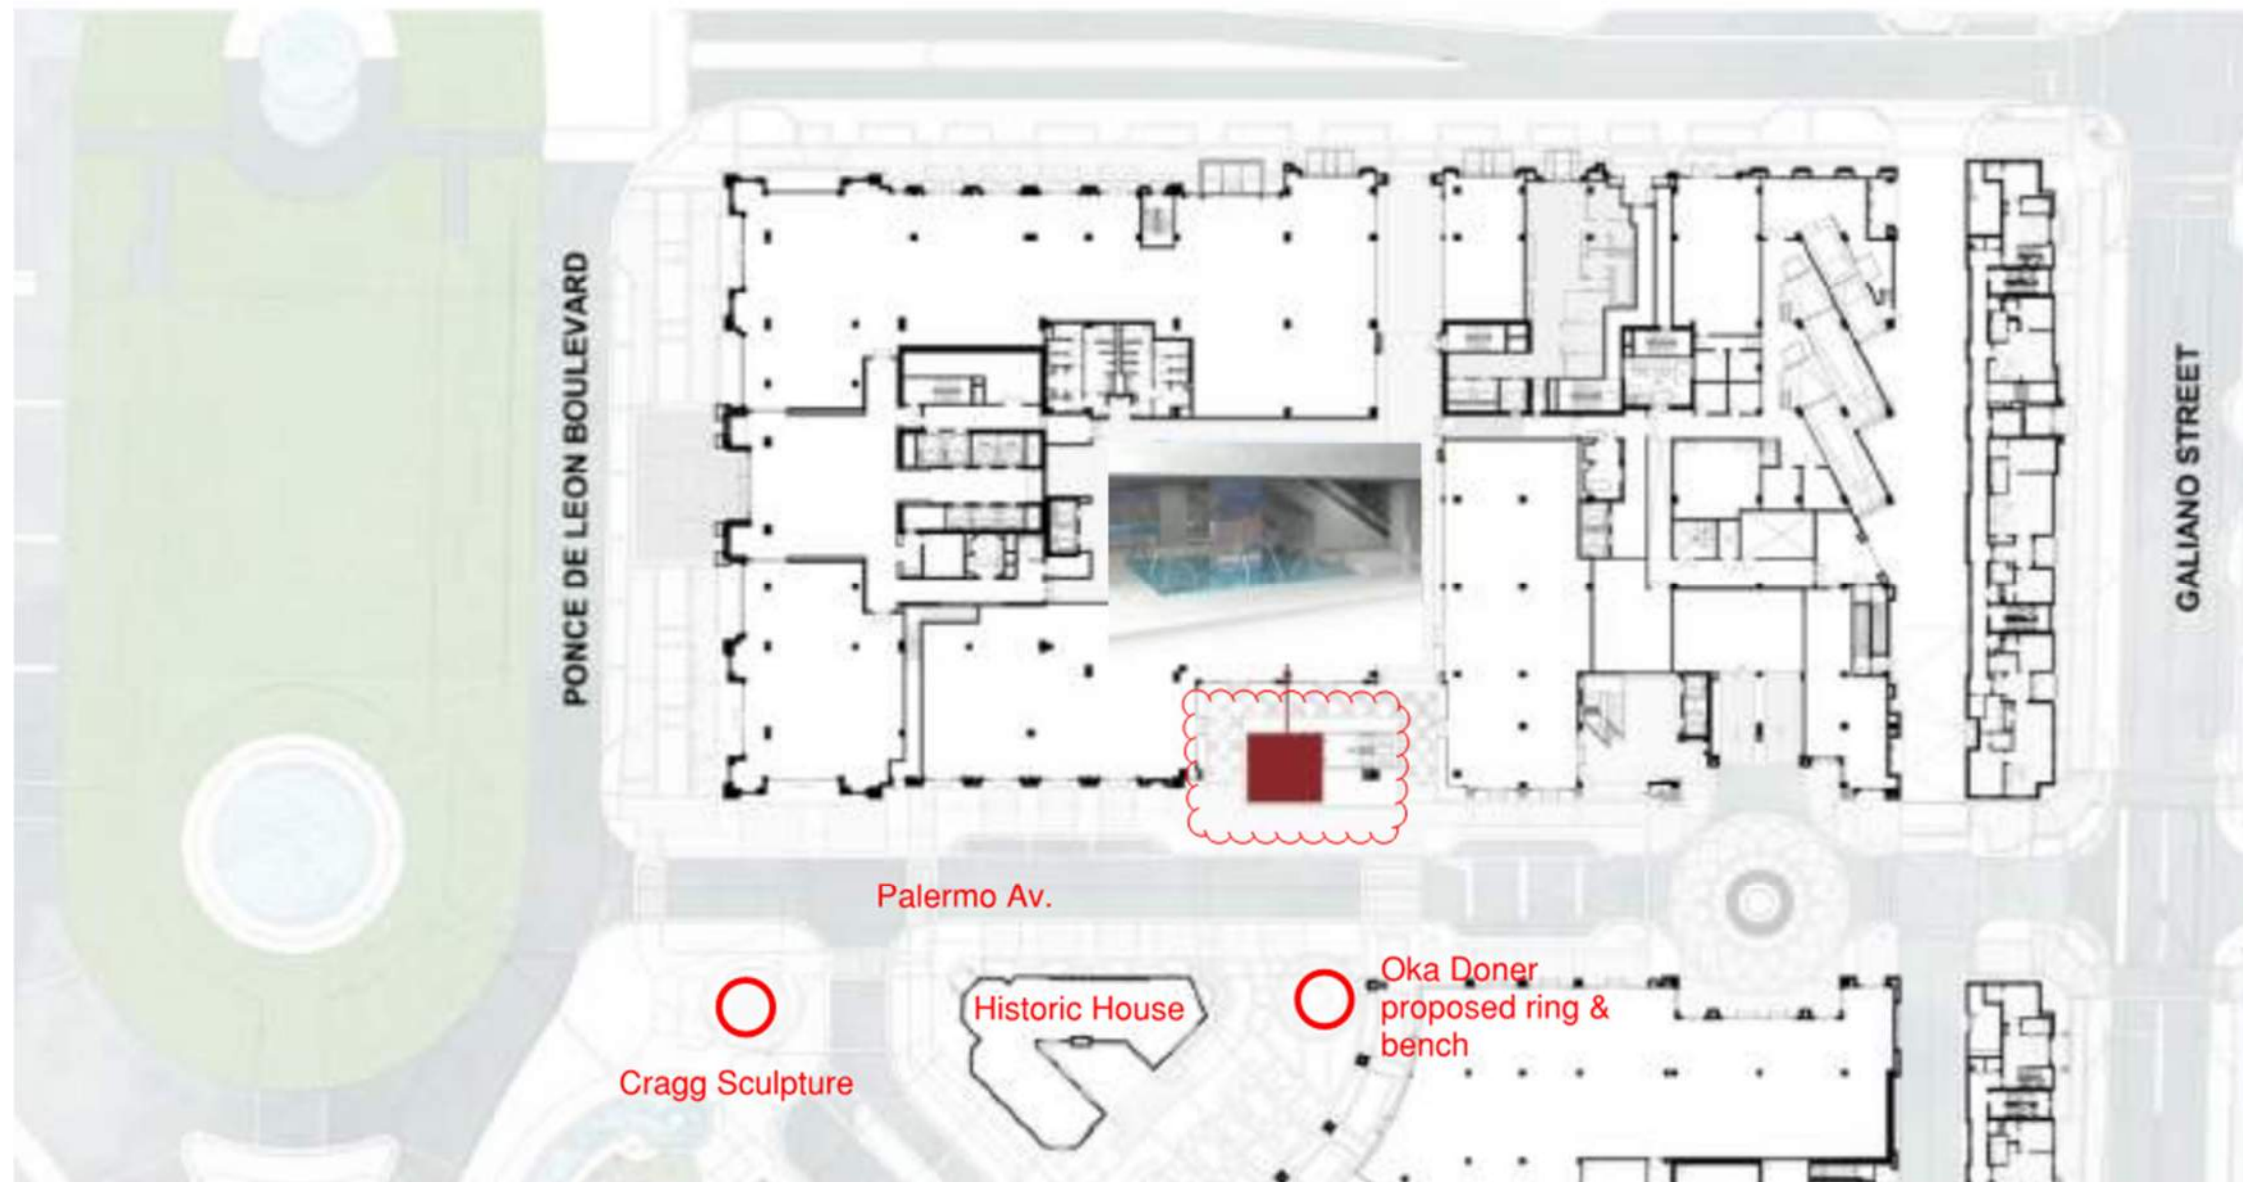 PONCE DE LEON BOULEVARD
GALIANO STREET
Palermo Av.
Oka Doner
proposed ring &
bench
Historic House
Cragg Sculpture